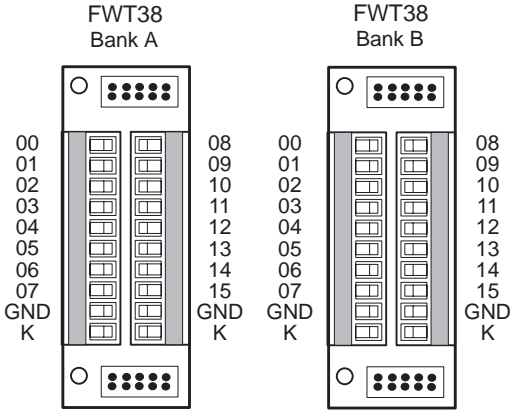 FWT38 FWT38
Bank A Bank B
00 08 00 08
01 09 01 09
02 10 02 10
03 11 03 11
04 12 04 12
05 13 05 13
06 14 06 14
07 15 07 15
GND GND GND GND
K K K K